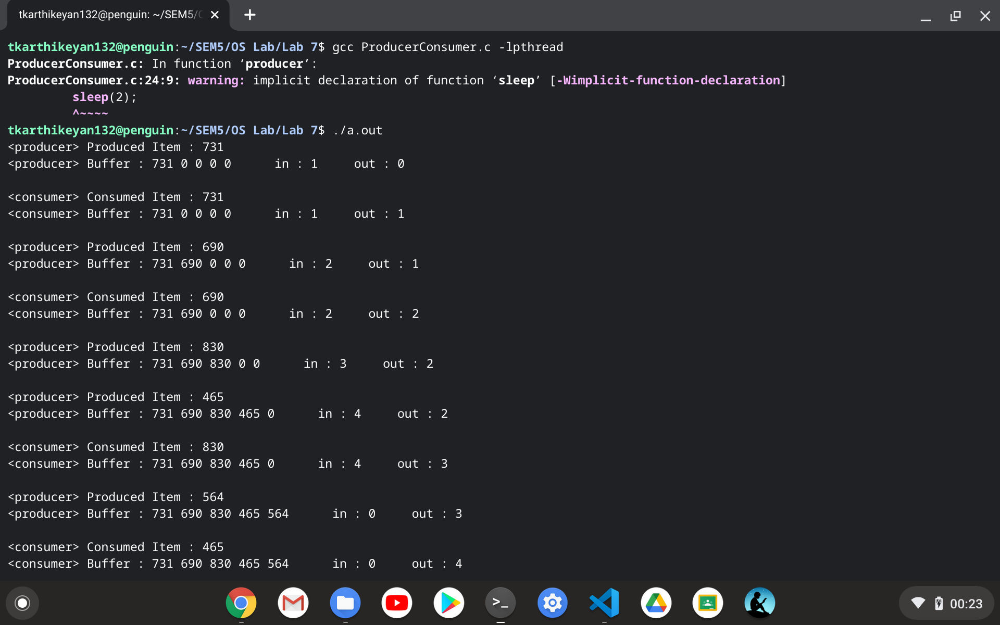 tkarthikeyan132@penguin: ~/SEM5/
tkarthikeyan132@penguin:~/SEM5/OS Lab/Lab 7$ gcc ProducerConsumer.c -lpthread
ProducerConsumer.c: In function ‘producer’:
ProducerConsumer.c:24:9: warning: implicit declaration of function ‘sleep’ [-Wimplicit-function-declaration]
         sleep(2);
         ^~~~~
tkarthikeyan132@penguin:~/SEM5/OS Lab/Lab 7$ ./a.out
<producer> Produced Item : 731
<producer> Buffer : 731 0 0 0 0      in : 1     out : 0
<consumer> Consumed Item : 731
<consumer> Buffer : 731 0 0 0 0      in : 1     out : 1
<producer> Produced Item : 690
<producer> Buffer : 731 690 0 0 0      in : 2     out : 1
<consumer> Consumed Item : 690
<consumer> Buffer : 731 690 0 0 0      in : 2     out : 2
<producer> Produced Item : 830
<producer> Buffer : 731 690 830 0 0      in : 3     out : 2
<producer> Produced Item : 465
<producer> Buffer : 731 690 830 465 0      in : 4     out : 2
<consumer> Consumed Item : 830
<consumer> Buffer : 731 690 830 465 0      in : 4     out : 3
<producer> Produced Item : 564
<producer> Buffer : 731 690 830 465 564      in : 0     out : 3
<consumer> Consumed Item : 465
<consumer> Buffer : 731 690 830 465 564      in : 0     out : 4
00:23